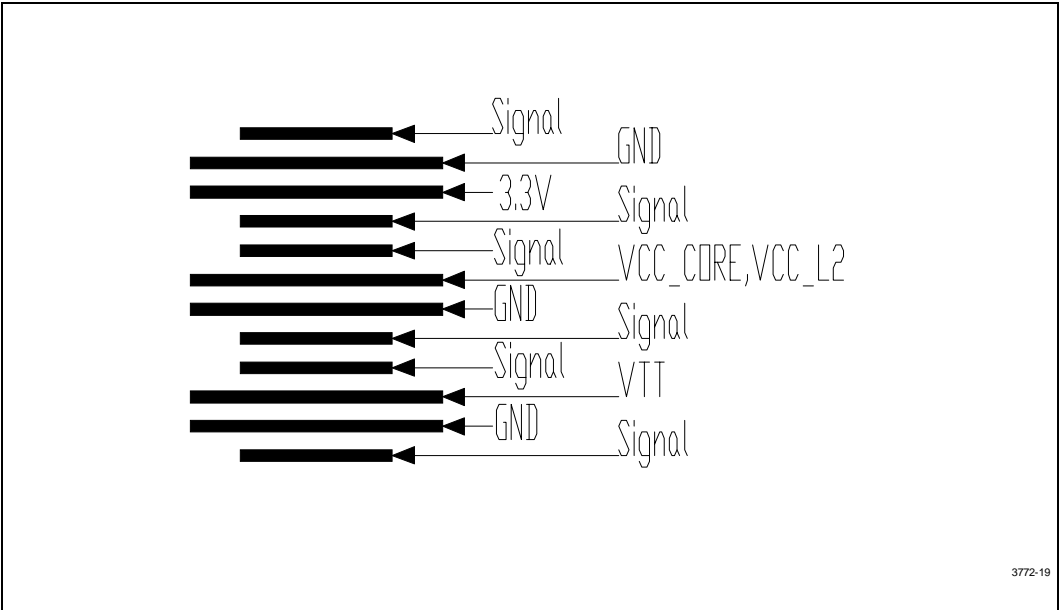 Signal
GND
3.3V
Signal
Signal
VCC_CORE,VCC_L2
GND
Signal
Signal
VTT
GND
Signal
3772-19